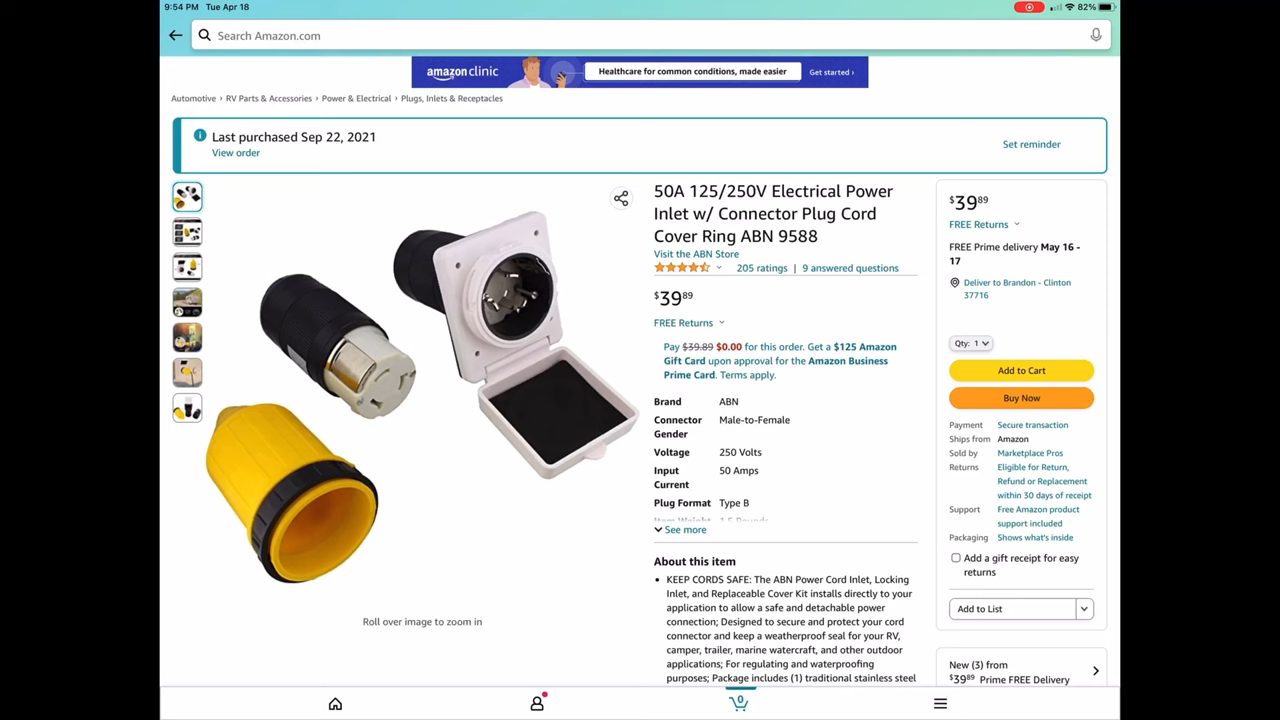 9:54 PM Tue Apr 18
82%
Search Amazon.com
amazon clinic
Healthcare for common conditions, made easier
Get started ›
Automotive › RV Parts & Accessories › Power & Electrical › Plugs, Inlets & Receptacles
Last purchased Sep 22, 2021
View order
Set reminder
50A 125/250V Electrical Power
Inlet w/ Connector Plug Cord
Cover Ring ABN 9588
Visit the ABN Store
205 ratings | 9 answered questions
$39 89
FREE Returns
Pay $39.89 $0.00 for this order. Get a $125 Amazon
Gift Card upon approval for the Amazon Business
Prime Card. Terms apply.
Brand ABN
Connector Male-to-Female
Gender
Voltage 250 Volts
Input 50 Amps
Current
Plug Format Type B
Item Weight 1.5 Pounds
See more
About this item
• KEEP CORDS SAFE: The ABN Power Cord Inlet, Locking
Inlet, and Replaceable Cover Kit installs directly to your
application to allow a safe and detachable power
connection; Designed to secure and protect your cord
connector and keep a weatherproof seal for your RV,
camper, trailer, marine watercraft, and other outdoor
applications; For regulating and waterproofing
purposes; Package includes (1) traditional stainless steel
Roll over image to zoom in
$39 89
FREE Returns
FREE Prime delivery May 16 -
17
Deliver to Brandon - Clinton
37716
Qty: 1
Add to Cart
Buy Now
Payment Secure transaction
Ships from Amazon
Sold by Marketplace Pros
Returns Eligible for Return,
Refund or Replacement
within 30 days of receipt
Support Free Amazon product
support included
Packaging Shows what's inside
Add a gift receipt for easy
returns
Add to List
New (3) from
$39 89 Prime FREE Delivery
0